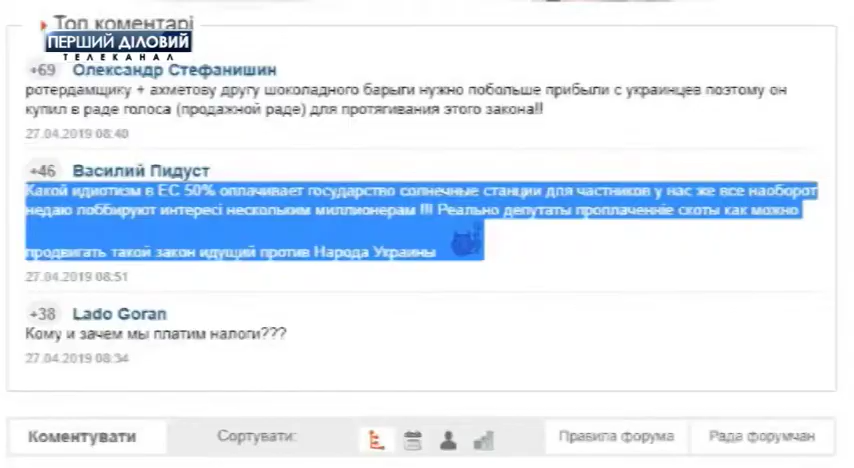 Топ коментарі
ПЕРШИЙ ДІЛОВИЙ
ТЕЛЕКАНАЛ
+69 Олександр Стефанишин
ротердамщику + ахметову другу шоколадного барыги нужно побольше прибыли с украинцев поэтому он
купил в раде голоса (продажной раде) для протягивания этого закона!!
27.04.2019 08:40
+46 Василий Пидуст
Какой идиотизм в ЕС 50% оплачивает государство солнечные станции для частников у нас же все наоборот
недаю лоббируют интересі нескольким миллионерам !!! Реально депутаты проплаченніе скоты как можно
продвигать такой закон идущий против Народа Украины
27.04.2019 08:51
+38 Lado Goran
Кому и зачем мы платим налоги???
27.04.2019 08:34
Коментувати Сортувати: Правила форума Рада форумчан